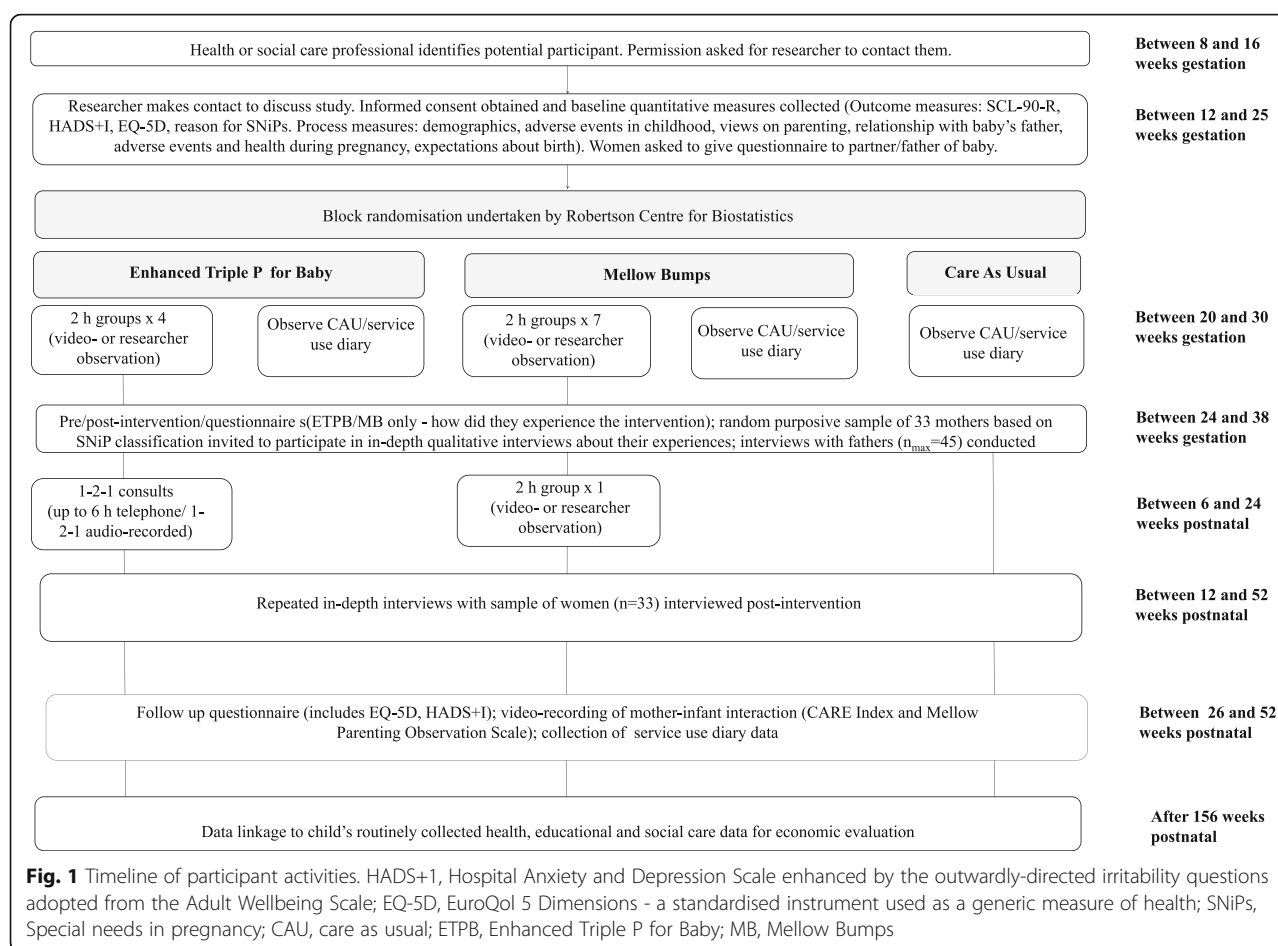 Health or social care professional identifies potential participant. Permission asked for researcher to contact them.
Between 8 and 16
weeks gestation
Researcher makes contact to discuss study. Informed consent obtained and baseline quantitative measures collected (Outcome measures: SCL-90-R,
HADS+I, EQ-5D, reason for SNiPs. Process measures: demographics, adverse events in childhood, views on parenting, relationship with baby's father,
adverse events and health during pregnancy, expectations about birth). Women asked to give questionnaire to partner/father of baby.
Between 12 and 25
weeks gestation
Block randomisation undertaken by Robertson Centre for Biostatistics
Enhanced Triple P for Baby
Mellow Bumps
Care As Usual
2 h groups x 4
(video- or researcher
observation)
Observe CAU/service
use diary
2 h groups x 7
(video- or researcher
observation)
Observe CAU/service
use diary
Observe CAU/service
use diary
Between 20 and 30
weeks gestation
Pre/post-intervention/questionnaire s(ETPB/MB only - how did they experience the intervention); random purposive sample of 33 mothers based on
SNiP classification invited to participate in in-depth qualitative interviews about their experiences; interviews with fathers (nmax=45) conducted
Between 24 and 38
weeks gestation
1-2-1 consults
(up to 6 h telephone/ 1-
2-1 audio-recorded)
2 h group x 1
(video- or researcher
observation)
Between 6 and 24
weeks postnatal
Repeated in-depth interviews with sample of women (n=33) interviewed post-intervention
Between 12 and 52
weeks postnatal
Follow up questionnaire (includes EQ-5D, HADS+I); video-recording of mother-infant interaction (CARE Index and Mellow
Parenting Observation Scale); collection of service use diary data
Between 26 and 52
weeks postnatal
Data linkage to child's routinely collected health, educational and social care data for economic evaluation
After 156 weeks
postnatal
Fig. 1 Timeline of participant activities. HADS+1, Hospital Anxiety and Depression Scale enhanced by the outwardly-directed irritability questions
adopted from the Adult Wellbeing Scale; EQ-5D, EuroQol 5 Dimensions - a standardised instrument used as a generic measure of health; SNiPs,
Special needs in pregnancy; CAU, care as usual; ETPB, Enhanced Triple P for Baby; MB, Mellow Bumps